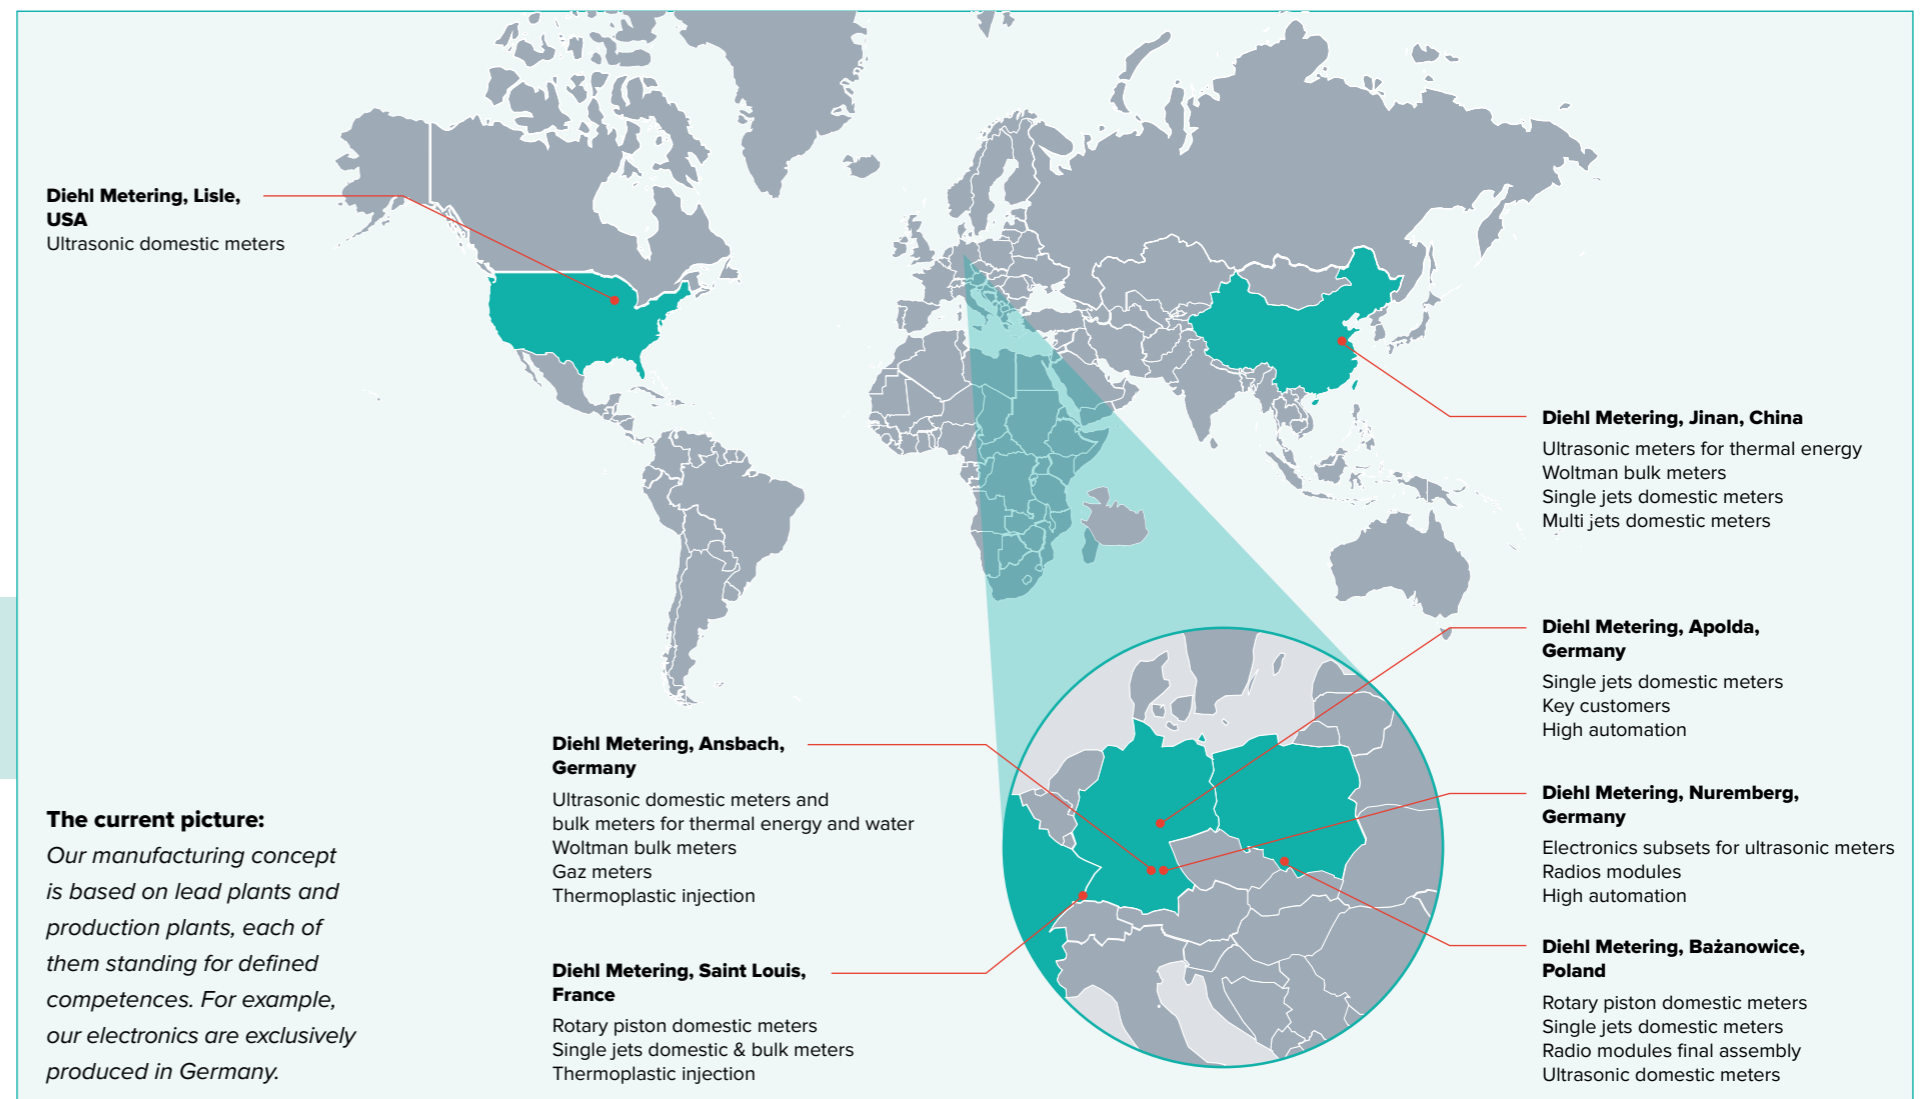 Diehl Metering, Lisle,
USA
Ultrasonic domestic meters
Diehl Metering, Jinan, China
Ultrasonic meters for thermal energy
Woltman bulk meters
Single jets domestic meters
Multi jets domestic meters
Diehl Metering, Apolda,
Germany
Single jets domestic meters
Key customers
High automation
Diehl Metering, Ansbach,
Germany
Ultrasonic domestic meters and
bulk meters for thermal energy and water
Woltman bulk meters
Gaz meters
Thermoplastic injection
Diehl Metering, Nuremberg,
Germany
Electronics subsets for ultrasonic meters
Radios modules
High automation
The current picture:
Our manufacturing concept
is based on lead plants and
production plants, each of
them standing for defined
competences. For example,
our electronics are exclusively
produced in Germany.
Diehl Metering, Saint Louis,
France
Rotary piston domestic meters
Single jets domestic & bulk meters
Thermoplastic injection
Diehl Metering, Bażanowice,
Poland
Rotary piston domestic meters
Single jets domestic meters
Radio modules final assembly
Ultrasonic domestic meters